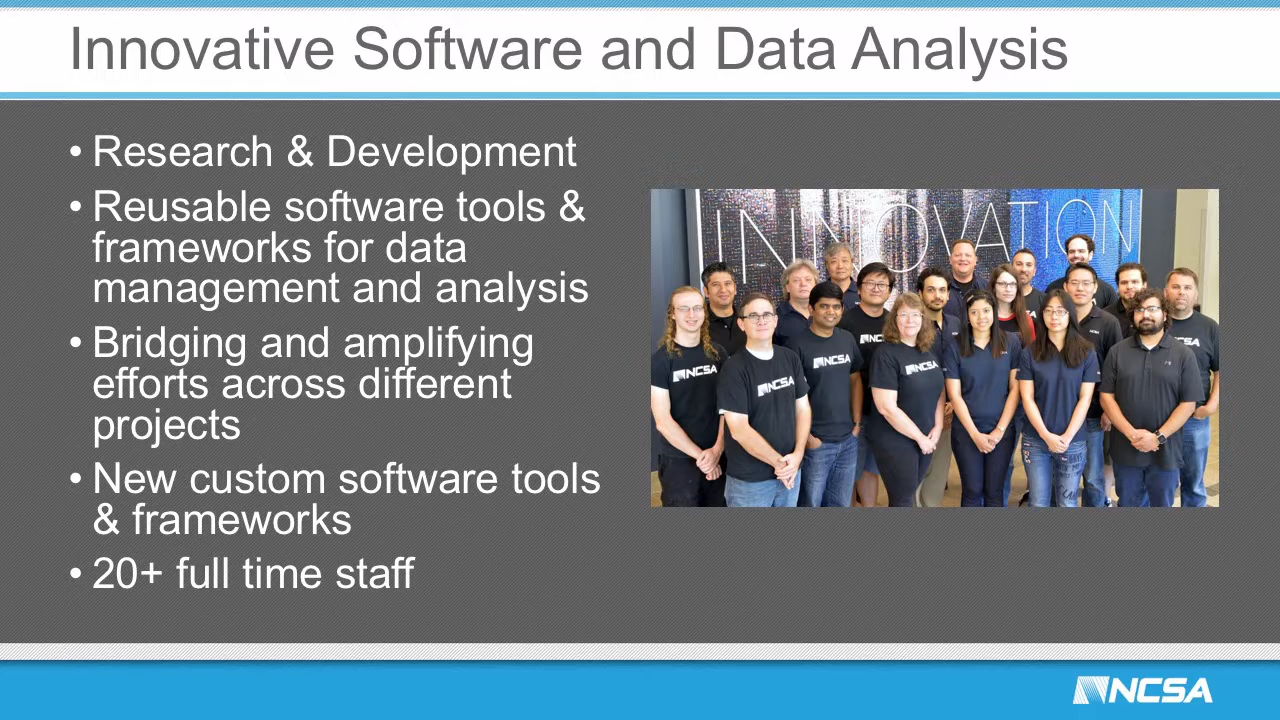 Innovative Software and Data Analysis
• Research & Development
• Reusable software tools &
frameworks for data
management and analysis
• Bridging and amplifying
efforts across different
projects
• New custom software tools
& frameworks
• 20+ full time staff
INNOVATION
NCSA
NCSA
NCSA
NCSA
NCSA
NCSA